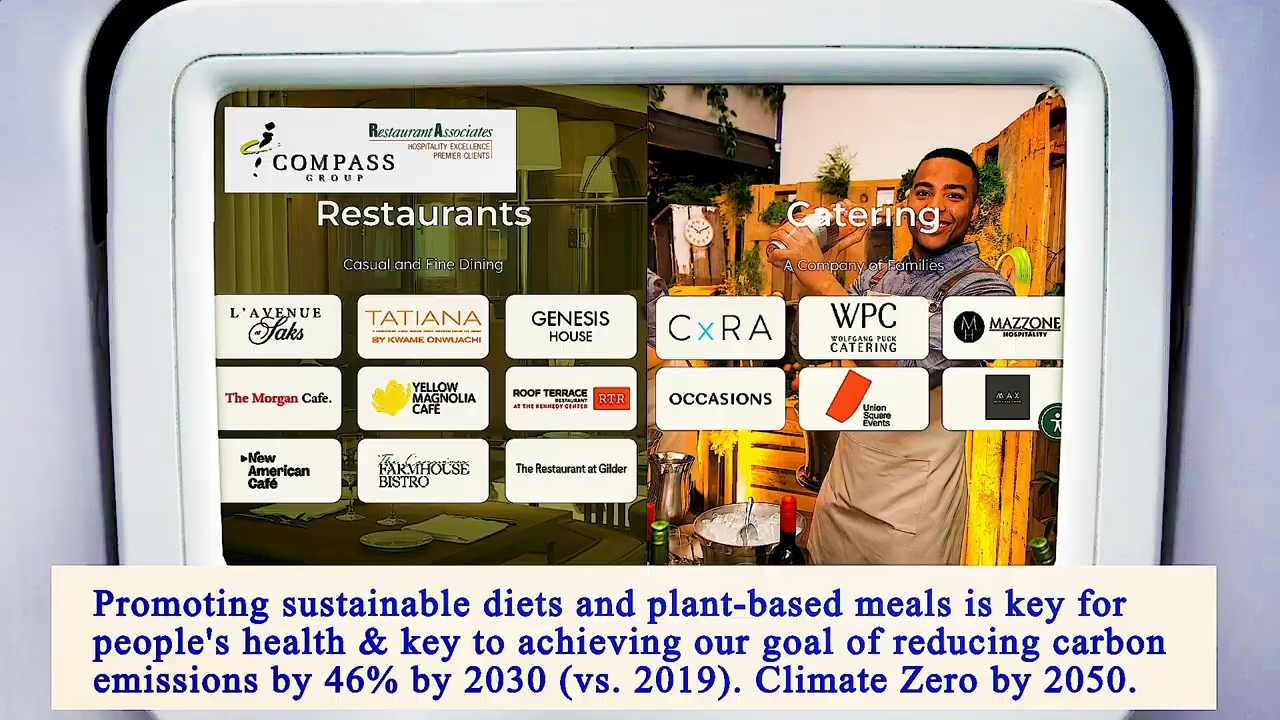 COMPASS
GROUP
Restaurant Associates
HOSPITALITY EXCELLENCE
PREMIER CLIENTS
Restaurants
Casual and Fine Dining
L'AVENUE
at
Saks
TATIANA
BY KWAME ONWUACHI
GENESIS
HOUSE
The Morgan Cafe.
YELLOW
MAGNOLIA
CAFÉ
ROOF TERRACE
RESTAURANT
AT THE KENNEDY CENTER
RTR
New
American
Café
The
FARMHOUSE
BISTRO
The Restaurant at Gilder
Catering
A Company of Families
CxRA
WPC
WOLFGANG PUCK
CATERING
MH
MAZZONE
HOSPITALITY
OCCASIONS
Union
Square
Events
MAX
Promoting sustainable diets and plant-based meals is key for
people's health & key to achieving our goal of reducing carbon
emissions by 46% by 2030 (vs. 2019). Climate Zero by 2050.